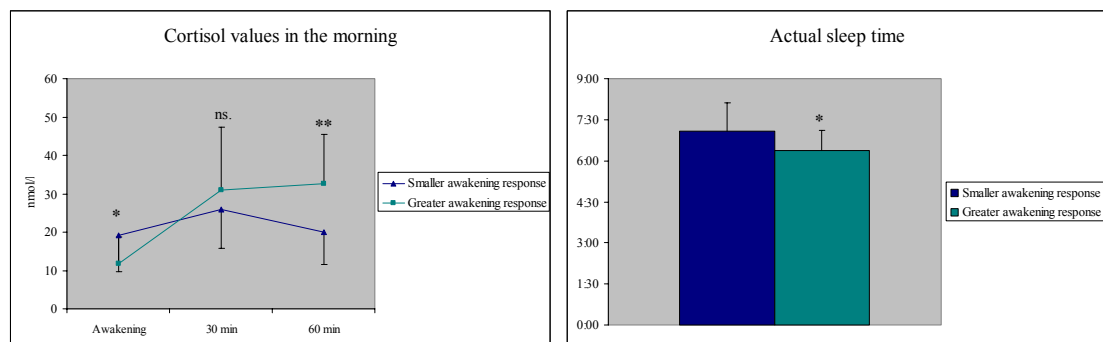 Cortisol values in the morning
60
50
40
30
20
10
0
nmol/l
*
ns.
**
Awakening
30 min
60 min
Smaller awakening response
Greater awakening response
Actual sleep time
9:00
7:30
6:00
4:30
3:00
1:30
0:00
*
Smaller awakening response
Greater awakening response